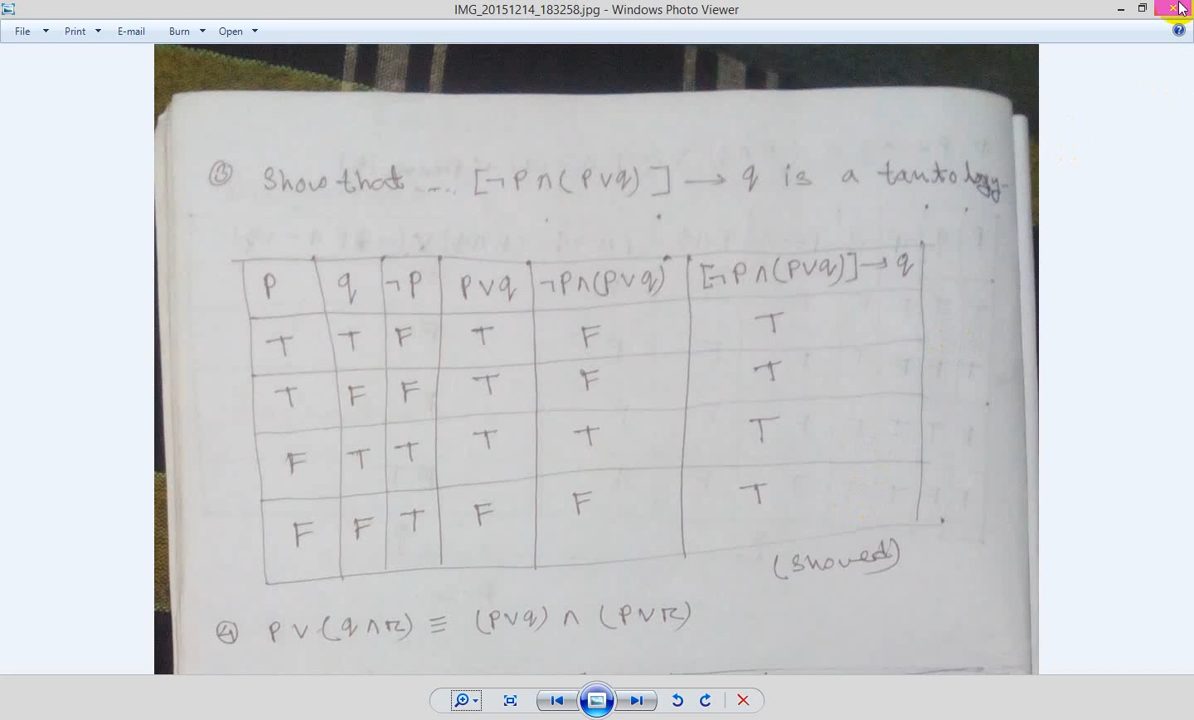 IMG_20151214_183258.jpg - Windows Photo Viewer
File Print E-mail Burn Open
③ Show that ... [¬P∧(P∨q)] → q is a tautology.
P q ¬P P∨q ¬P∧(P∨q) [¬P∧(P∨q)]→q
T T F T F T
T F F T F T
F T T T T T
F F T F F T
(showed)
④ P∨(q∧r) ≡ (P∨q) ∧ (P∨r)